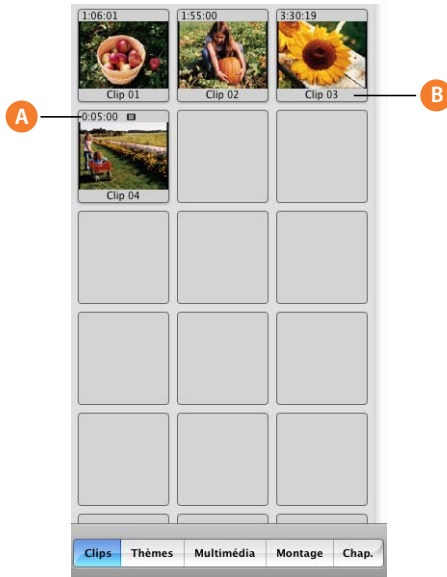 1:06:01 1:55:00 3:30:19
Clip 01 Clip 02 Clip 03
B
A
0:05:00
Clip 04
Clips Thèmes Multimédia Montage Chap.